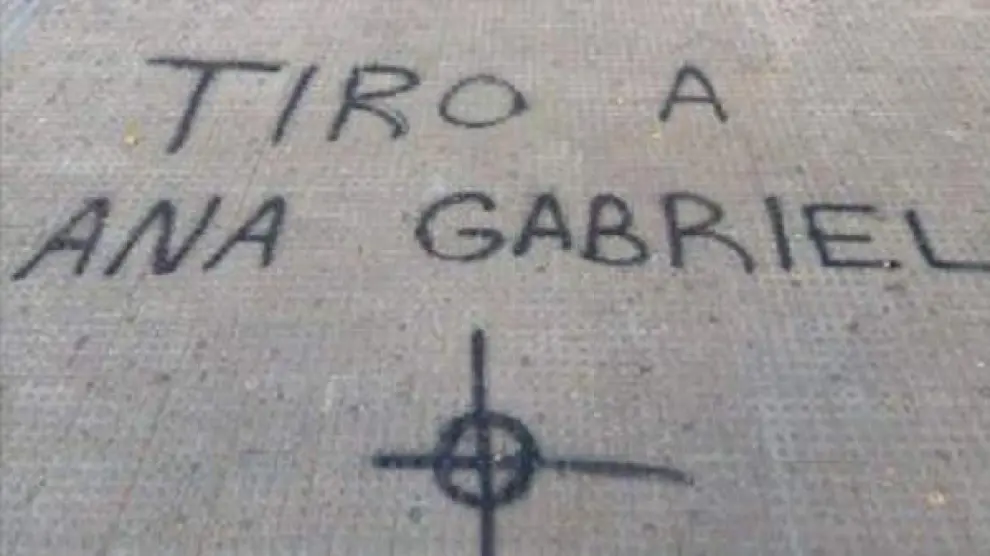 TIRO A
ANA GABRIEL